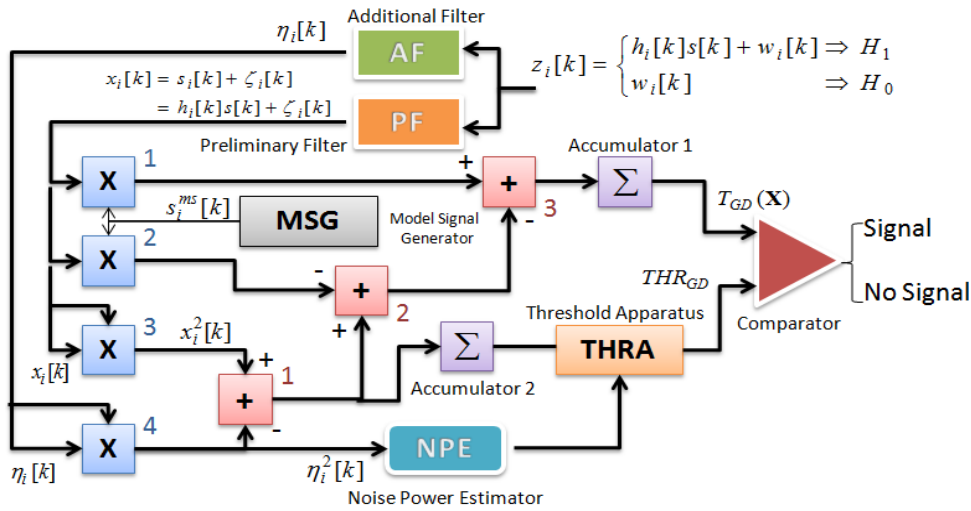 Additional Filter
η_i[k]
AF
z_i[k] = { h_i[k]s[k] + w_i[k] ⇒ H_1
w_i[k] ⇒ H_0
x_i[k] = s_i[k] + ζ_i[k]
= h_i[k]s[k] + ζ_i[k]
PF
Preliminary Filter
1
X
+
+
3
-
Accumulator 1
Σ
T_GD(X)
s_i^ms[k]
MSG
Model Signal
Generator
2
X
-
+
2
+
Signal
No Signal
THR_GD
Comparator
3
X
x_i^2[k]
x_i[k]
+
1
+
-
Σ
Accumulator 2
Threshold Apparatus
THRA
4
X
η_i[k]
η_i^2[k]
NPE
Noise Power Estimator